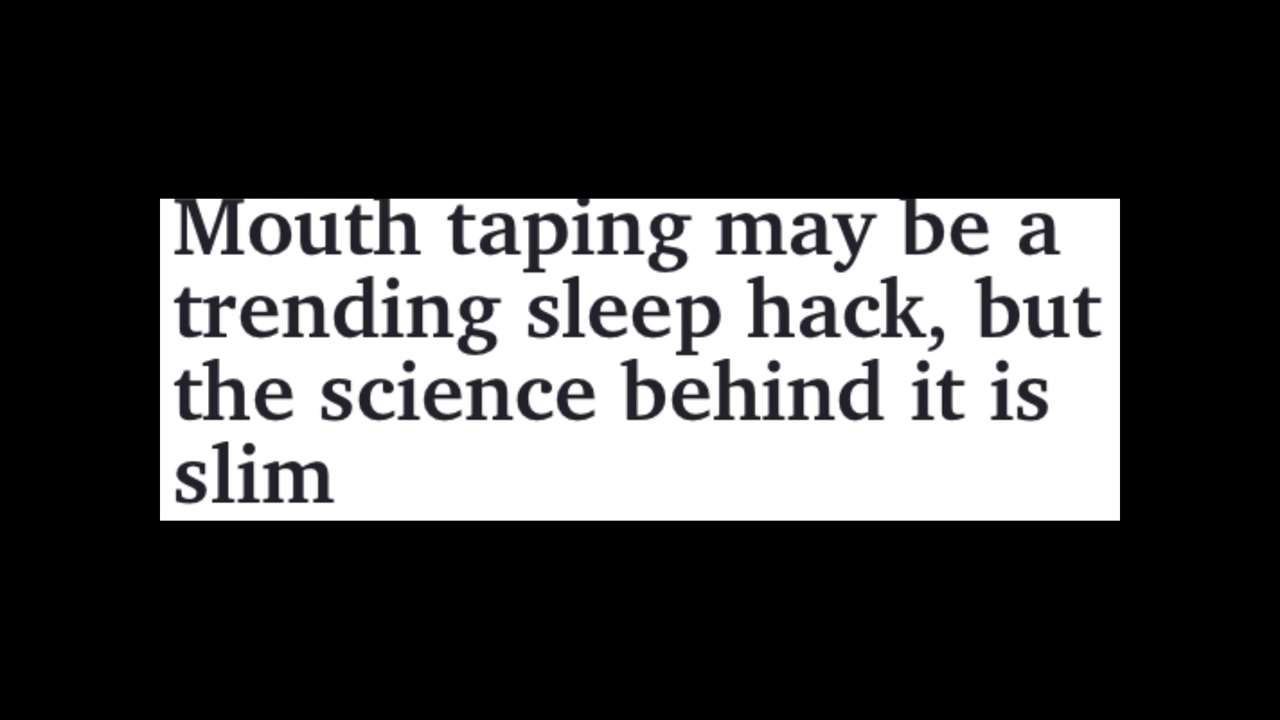 Mouth taping may be a
trending sleep hack, but
the science behind it is
slim